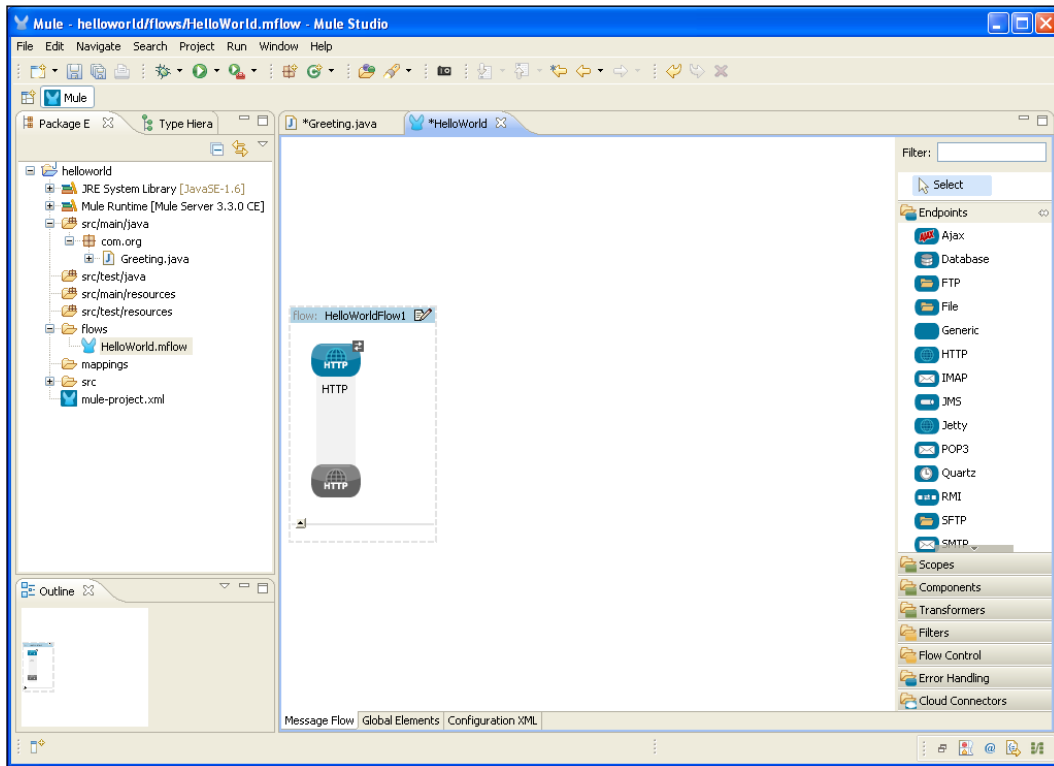 Mule - helloworld/flows/HelloWorld.mflow - Mule Studio
File Edit Navigate Search Project Run Window Help
Mule
Package E Type Hiera
*Greeting.java *HelloWorld
helloworld
JRE System Library [JavaSE-1.6]
Mule Runtime [Mule Server 3.3.0 CE]
src/main/java
com.org
Greeting.java
src/test/java
src/main/resources
src/test/resources
flows
HelloWorld.mflow
mappings
src
mule-project.xml
Outline
flow: HelloWorldFlow1
HTTP
HTTP
HTTP
Message Flow Global Elements Configuration XML
Filter:
Select
Endpoints
Ajax
Database
FTP
File
Generic
HTTP
IMAP
JMS
Jetty
POP3
Quartz
RMI
SFTP
SMTP
Scopes
Components
Transformers
Filters
Flow Control
Error Handling
Cloud Connectors